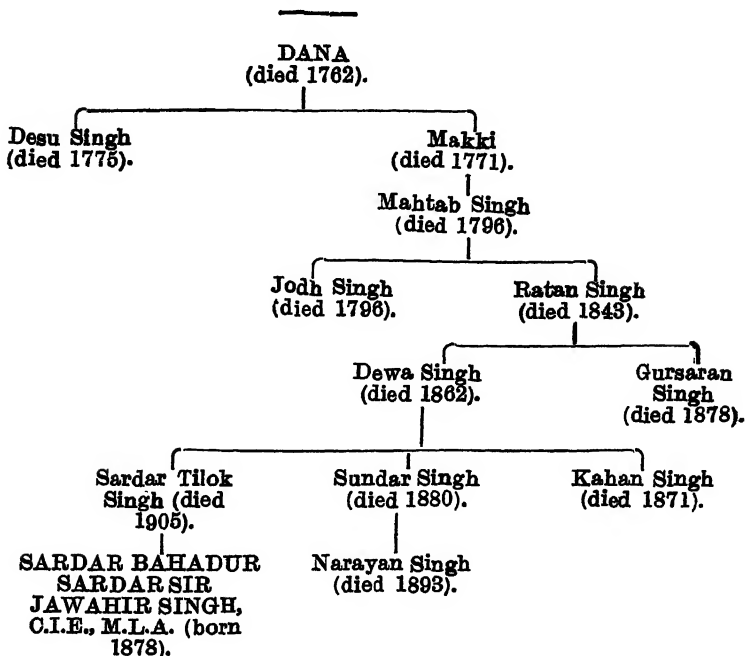 DANA
(died 1762).
Desu Singh
(died 1775).
Makki
(died 1771).
Mahtab Singh
(died 1796).
Jodh Singh
(died 1796).
Ratan Singh
(died 1843).
Dewa Singh
(died 1862).
Gursaran
Singh
(died 1878).
Sardar Tilok
Singh (died
1905).
Sundar Singh
(died 1880).
Kahan Singh
(died 1871).
SARDAR BAHADUR
SARDAR SIR
JAWAHIR SINGH,
C.I.E., M.L.A. (born
1878).
Narayan Singh
(died 1893).